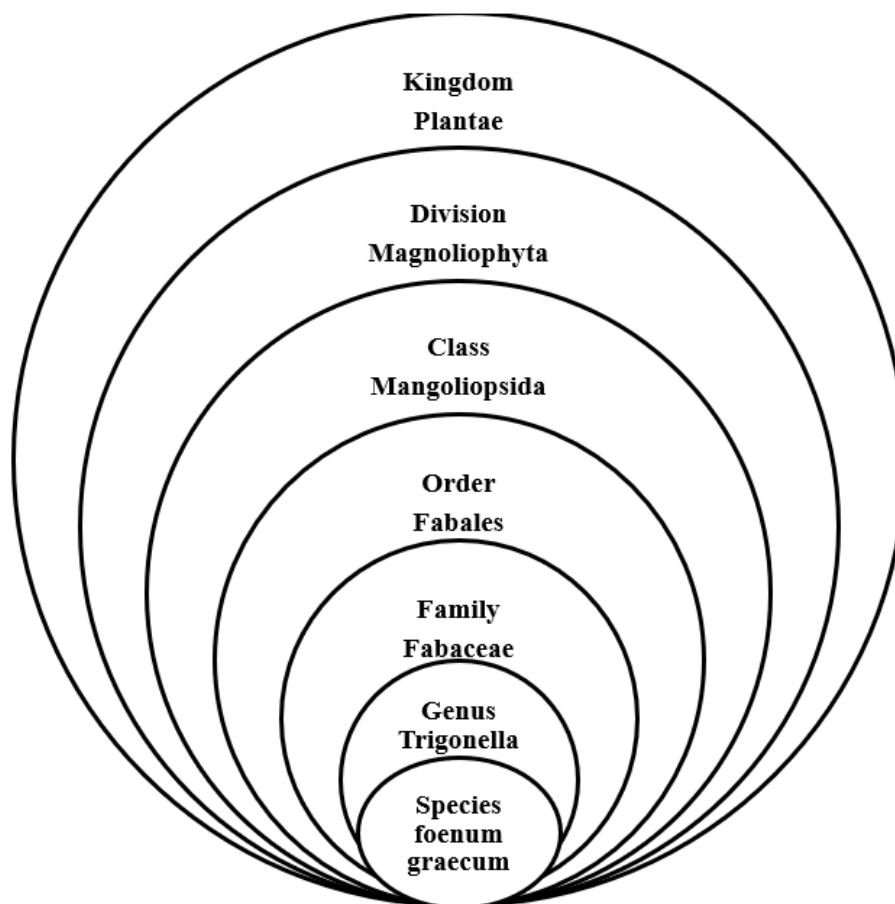 Kingdom
Plantae
Division
Magnoliophyta
Class
Mangoliopsida
Order
Fabales
Family
Fabaceae
Genus
Trigonella
Species
foenum
graecum